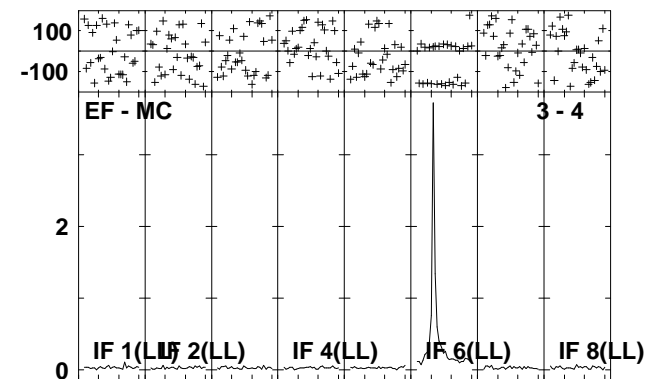 100
-100
EF - MC 3 - 4
2
IF 1(LL) IF 2(LL) IF 4(LL) IF 6(LL) IF 8(LL)
0